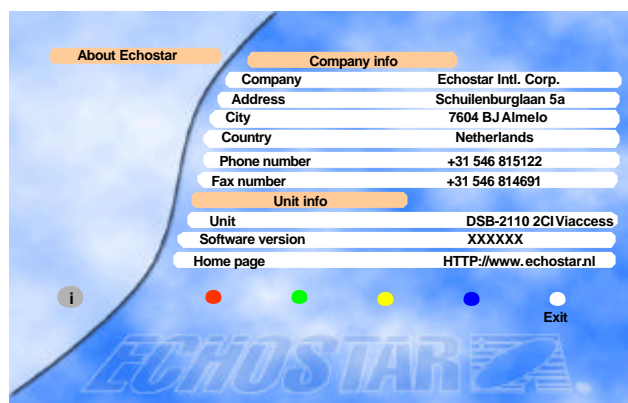 About Echostar
Company info
Company Echostar Intl. Corp.
Address Schuilenburglaan 5a
City 7604 BJ Almelo
Country Netherlands
Phone number +31 546 815122
Fax number +31 546 814691
Unit info
Unit DSB-2110 2CI Viaccess
Software version XXXXXX
Home page HTTP://www.echostar.nl
i
Exit
ECHOSTAR